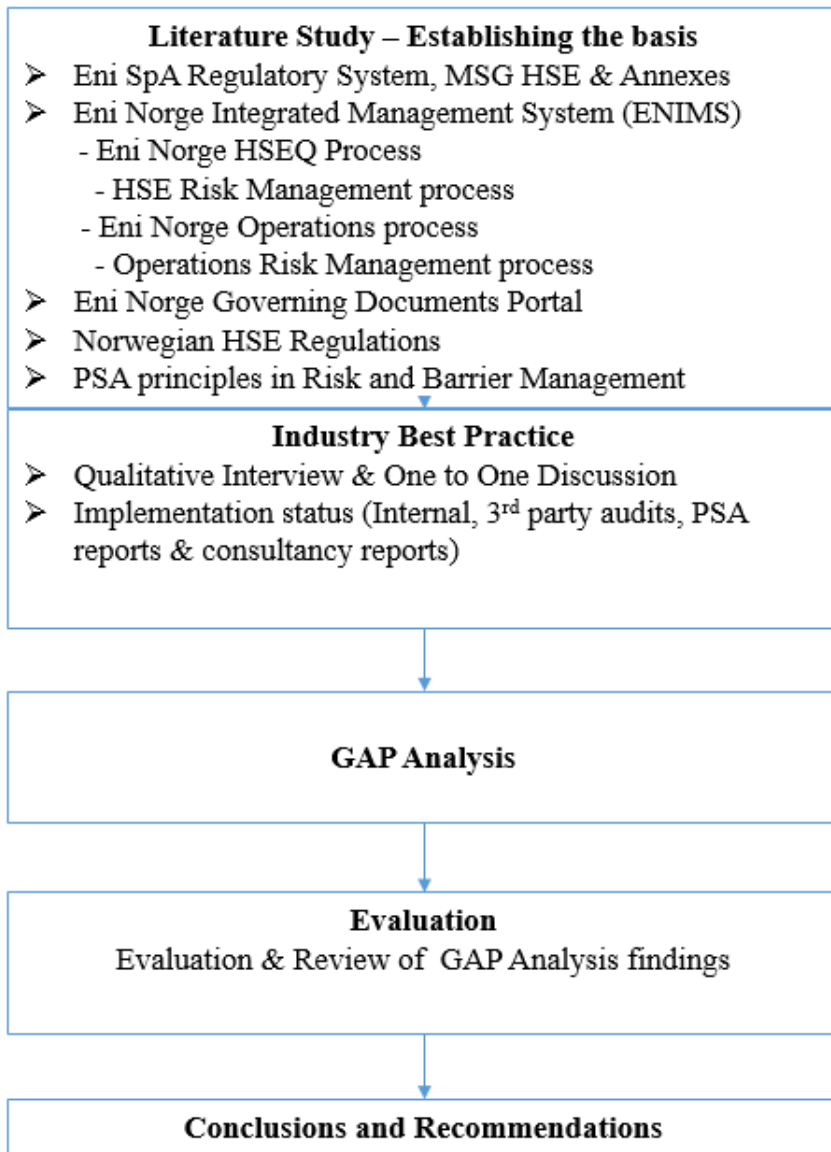 Literature Study – Establishing the basis
➢ Eni SpA Regulatory System, MSG HSE & Annexes
➢ Eni Norge Integrated Management System (ENIMS)
- Eni Norge HSEQ Process
- HSE Risk Management process
- Eni Norge Operations process
- Operations Risk Management process
➢ Eni Norge Governing Documents Portal
➢ Norwegian HSE Regulations
➢ PSA principles in Risk and Barrier Management
Industry Best Practice
➢ Qualitative Interview & One to One Discussion
➢ Implementation status (Internal, 3rd party audits, PSA
reports & consultancy reports)
GAP Analysis
Evaluation
Evaluation & Review of GAP Analysis findings
Conclusions and Recommendations